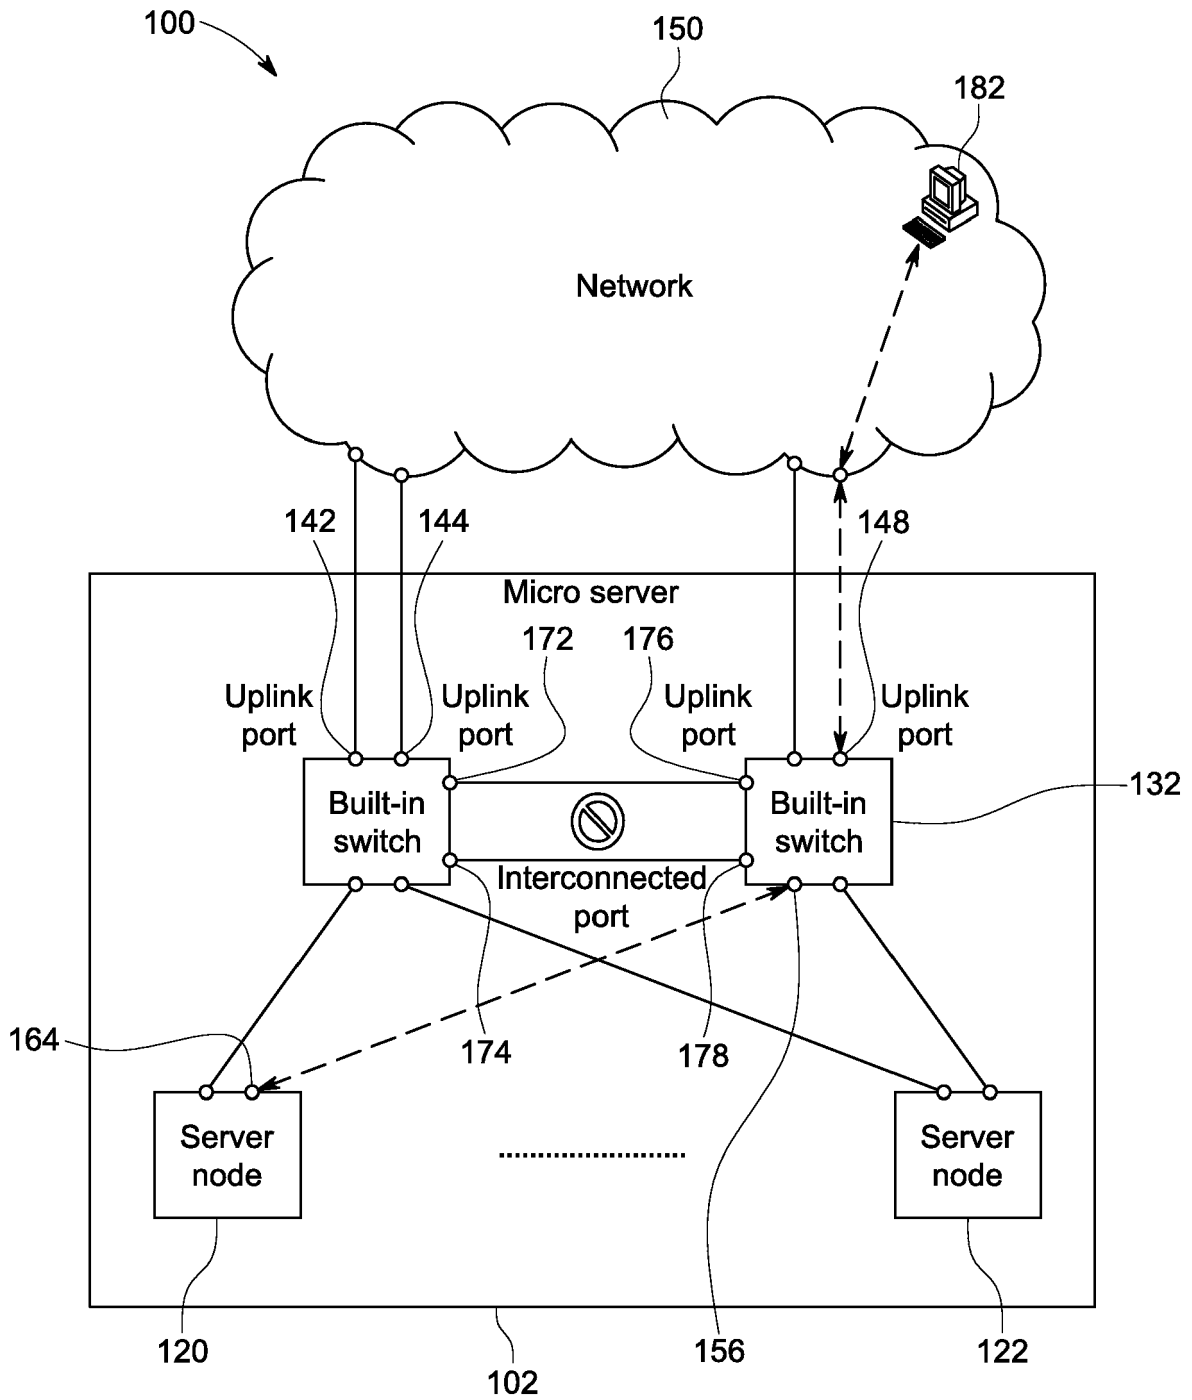 100
150
182
Network
142
144
148
Micro server
172
176
Uplink
port
Uplink
port
Uplink
port
Uplink
port
Built-in
switch
Built-in
switch
132
Interconnected
port
164
174
178
Server
node
Server
node
120
102
156
122